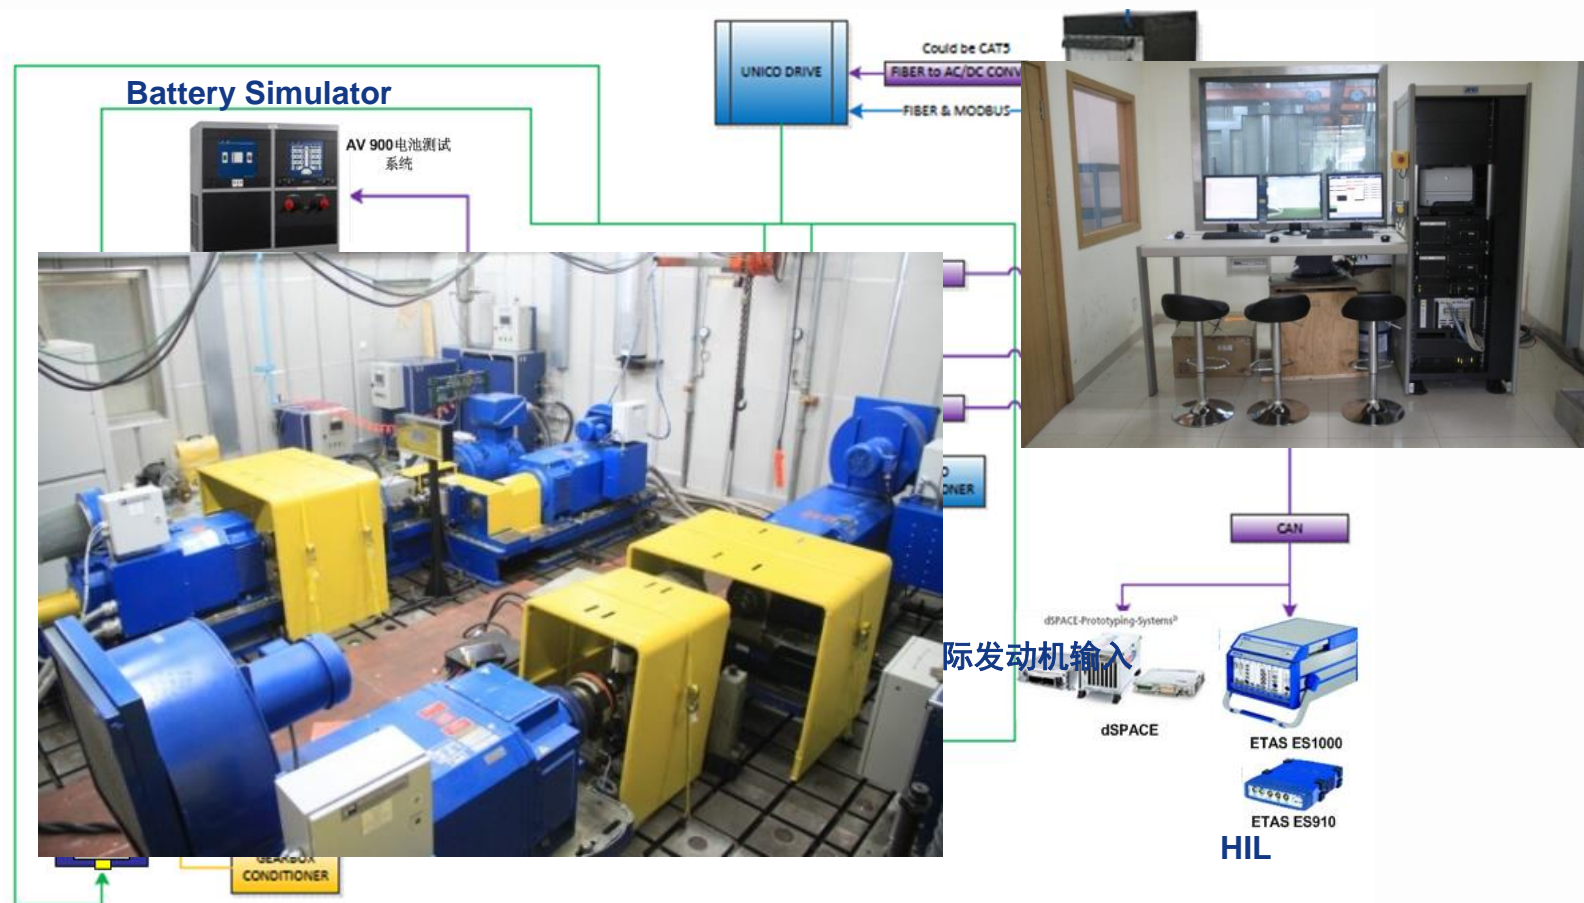 Battery Simulator
AV 900电池测试
系统
UNICO DRIVE
Could be CAT5
FIBER to AC/DC CONV
FIBER & MODBUS
ONER
CAN
dSPACE-Prototyping-Systems
际发动机输入
dSPACE
ETAS ES1000
ETAS ES910
HIL
GEARBOX
CONDITIONER